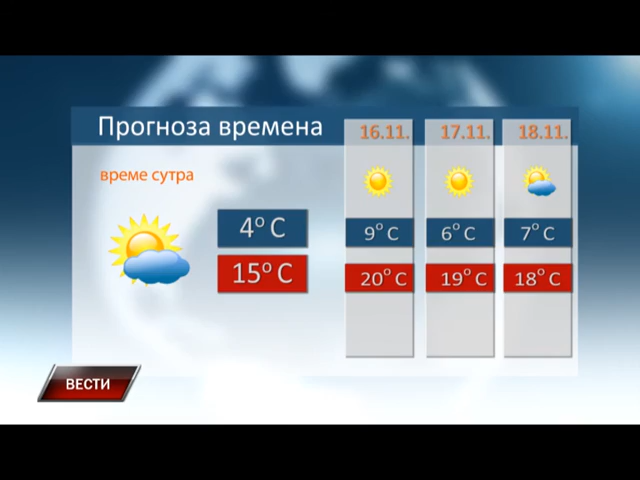 Прогноза времена
16.11. 17.11. 18.11.
време сутра
4° C 9° C 6° C 7° C
15° C 20° C 19° C 18° C
ВЕСТИ